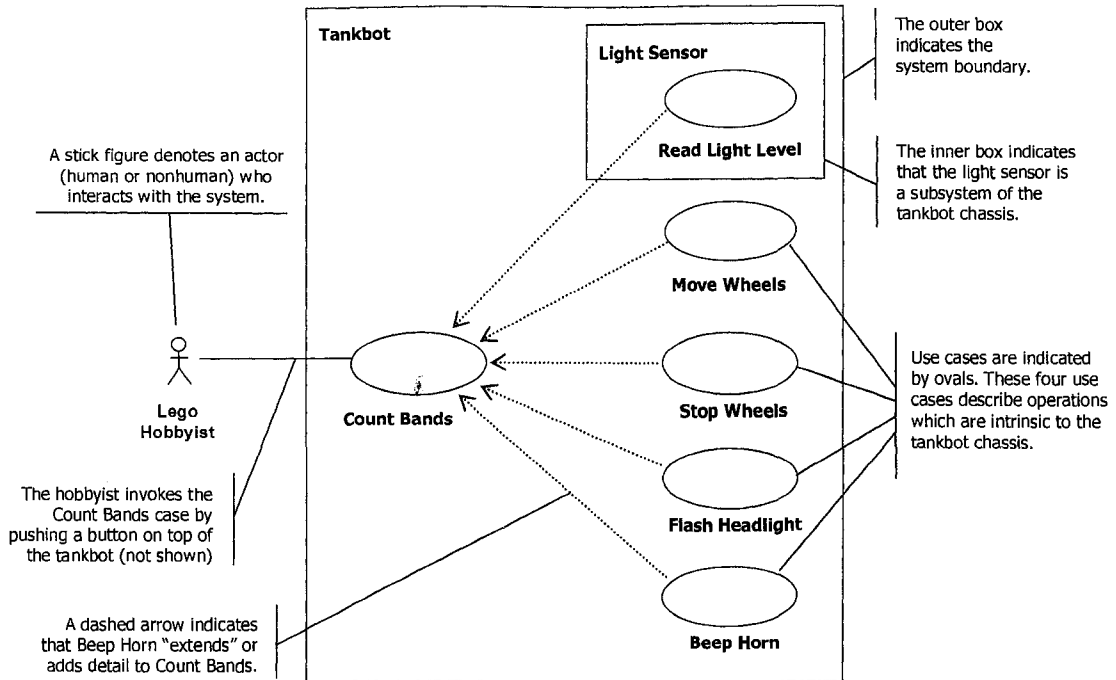 Tankbot
Light Sensor
Read Light Level
Move Wheels
Stop Wheels
Flash Headlight
Beep Horn
Count Bands
Lego
Hobbyist
A stick figure denotes an actor
(human or nonhuman) who
interacts with the system.
The hobbyist invokes the
Count Bands case by
pushing a button on top of
the tankbot (not shown)
A dashed arrow indicates
that Beep Horn “extends” or
adds detail to Count Bands.
The outer box
indicates the
system boundary.
The inner box indicates
that the light sensor is
a subsystem of the
tankbot chassis.
Use cases are indicated
by ovals. These four use
cases describe operations
which are intrinsic to the
tankbot chassis.